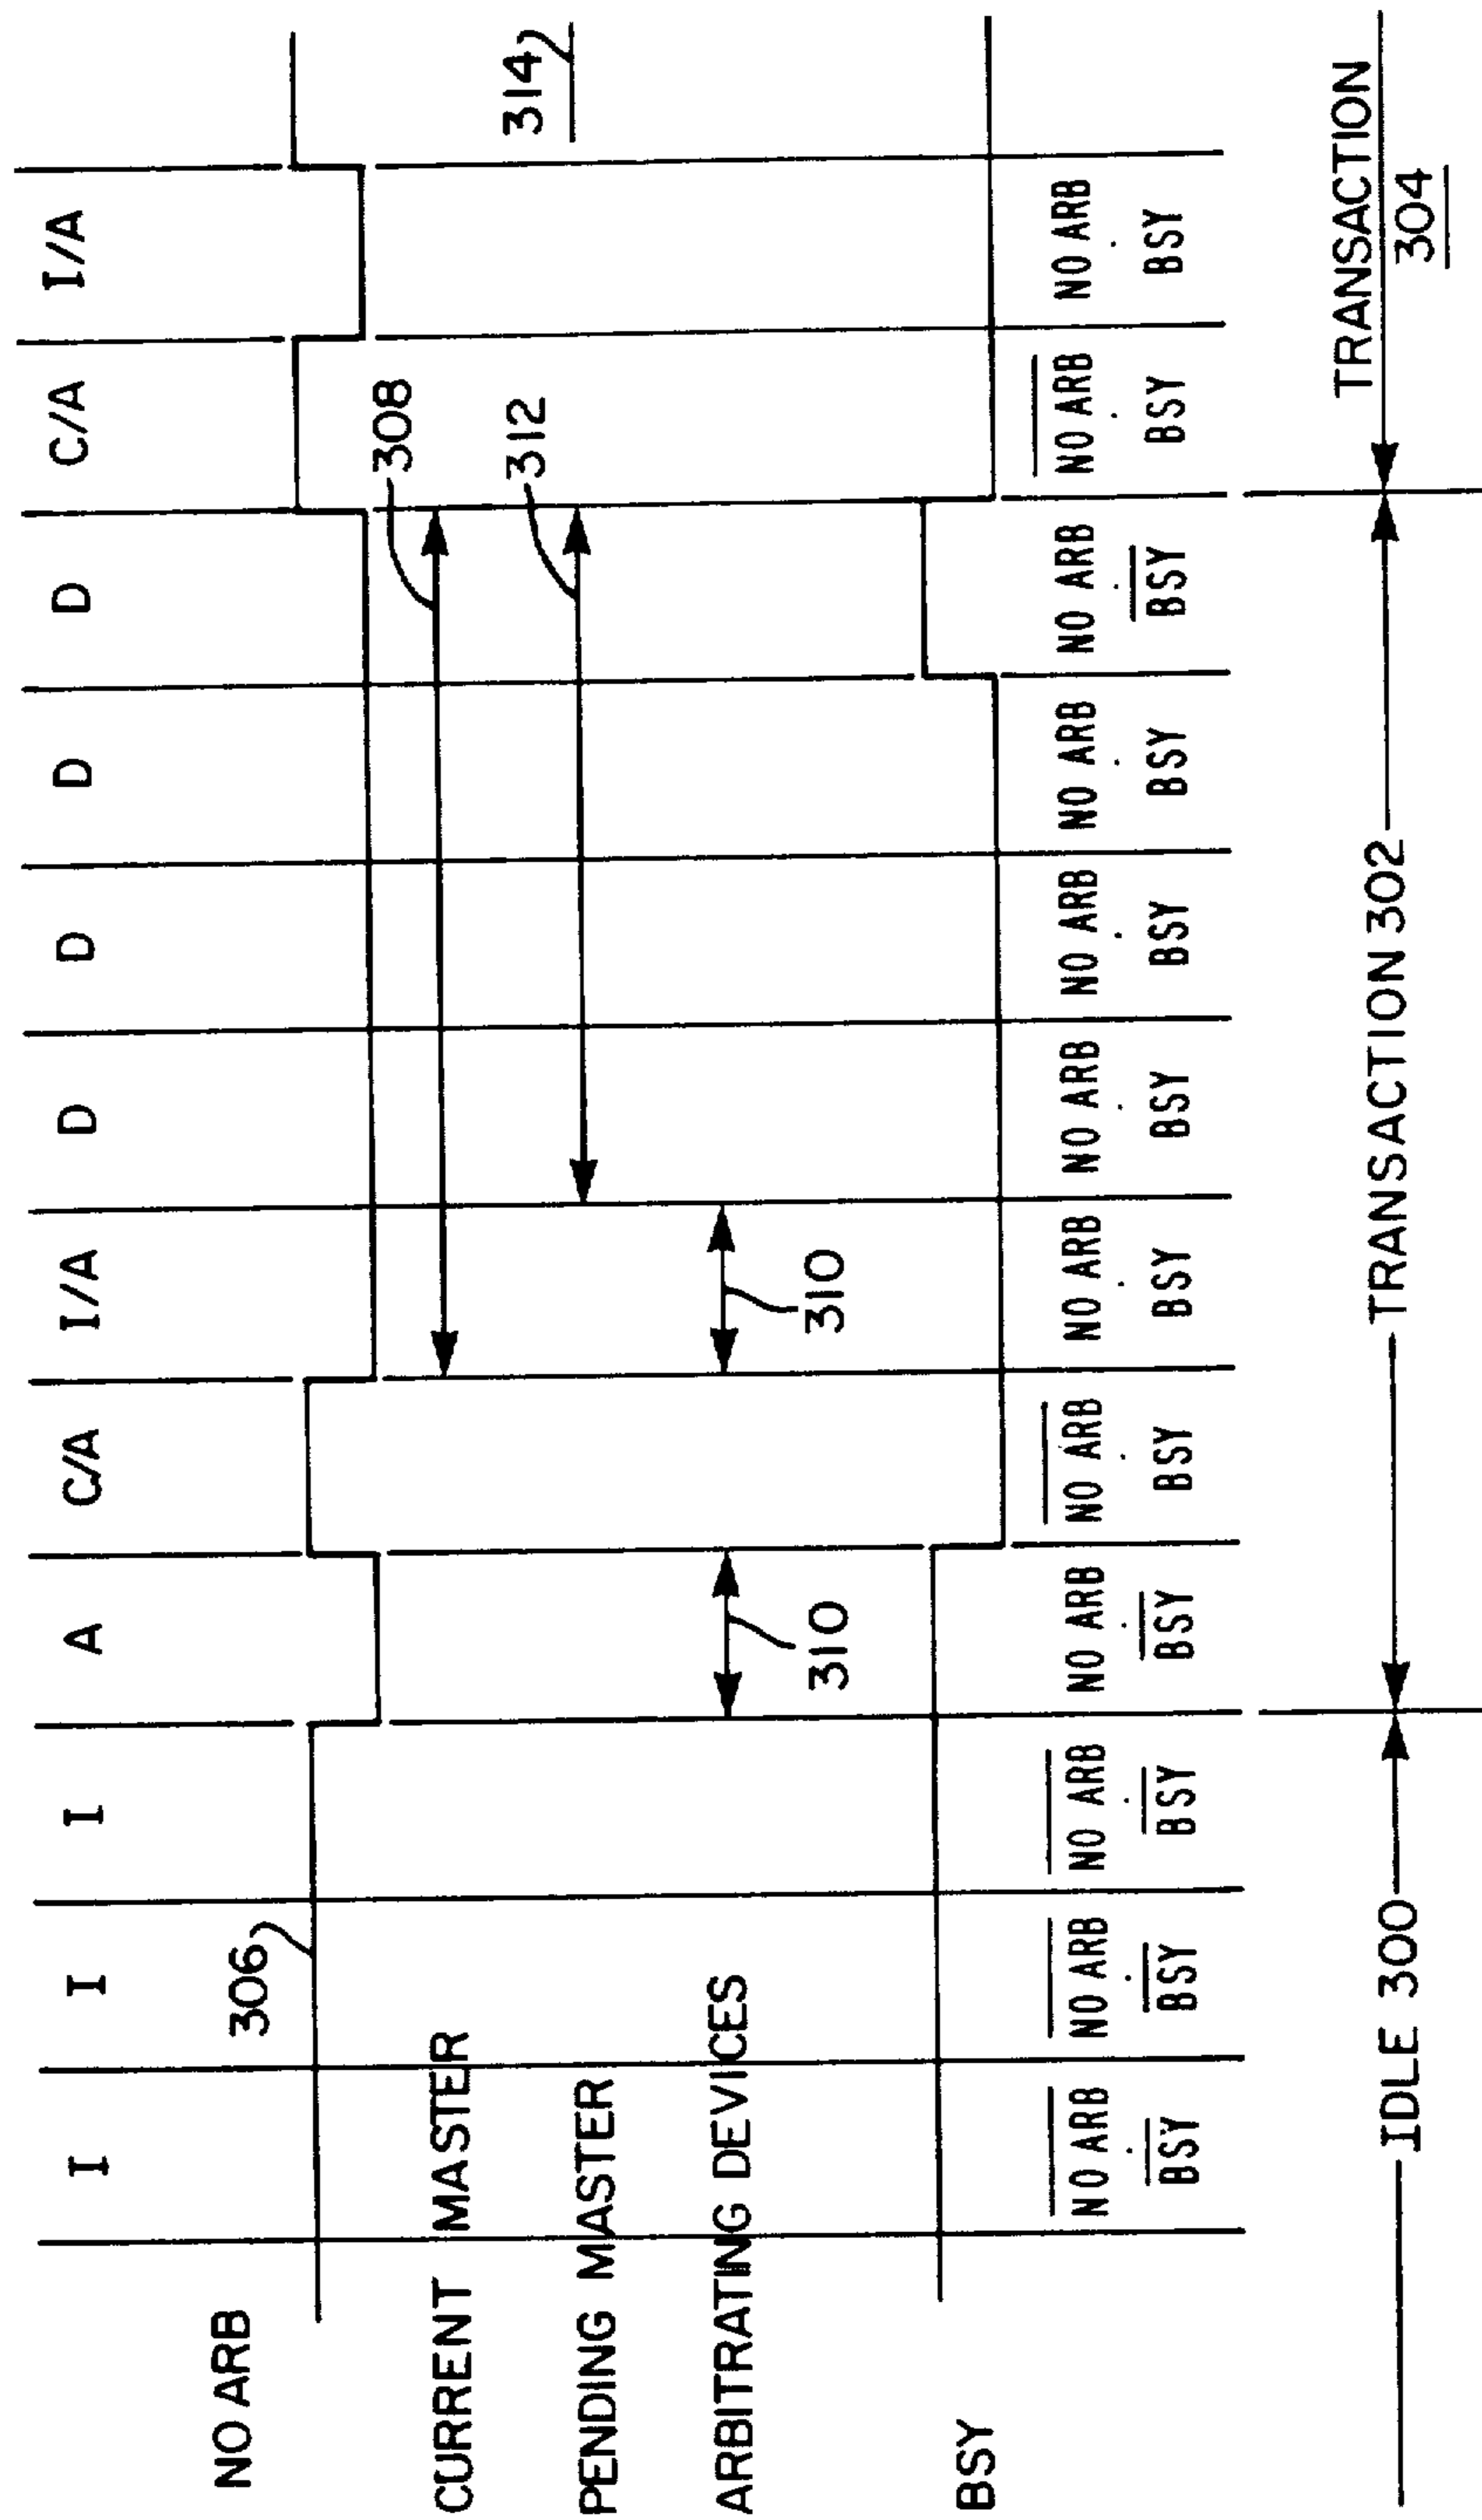 I I I A C/A I/A D D D D C/A I/A
NO ARB
306
CURRENT MASTER
308
PENDING MASTER
312
314
ARBITRATING DEVICES
310
310
BSY
NO ARB NO ARB NO ARB NO ARB NO ARB NO ARB NO ARB NO ARB NO ARB NO ARB NO ARB NO ARB
· · · · · · · · · · · ·
BSY BSY BSY BSY BSY BSY BSY BSY BSY BSY BSY BSY
IDLE 300
TRANSACTION 302
TRANSACTION
304